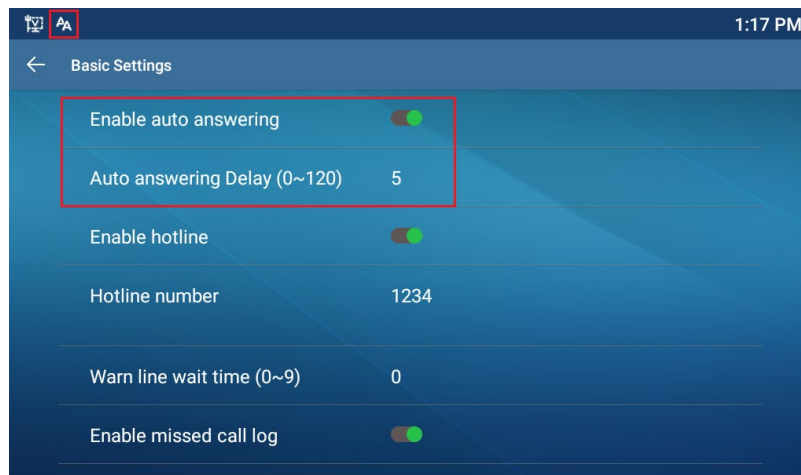 AA 1:17 PM
Basic Settings
Enable auto answering
Auto answering Delay (0~120) 5
Enable hotline
Hotline number 1234
Warn line wait time (0~9) 0
Enable missed call log